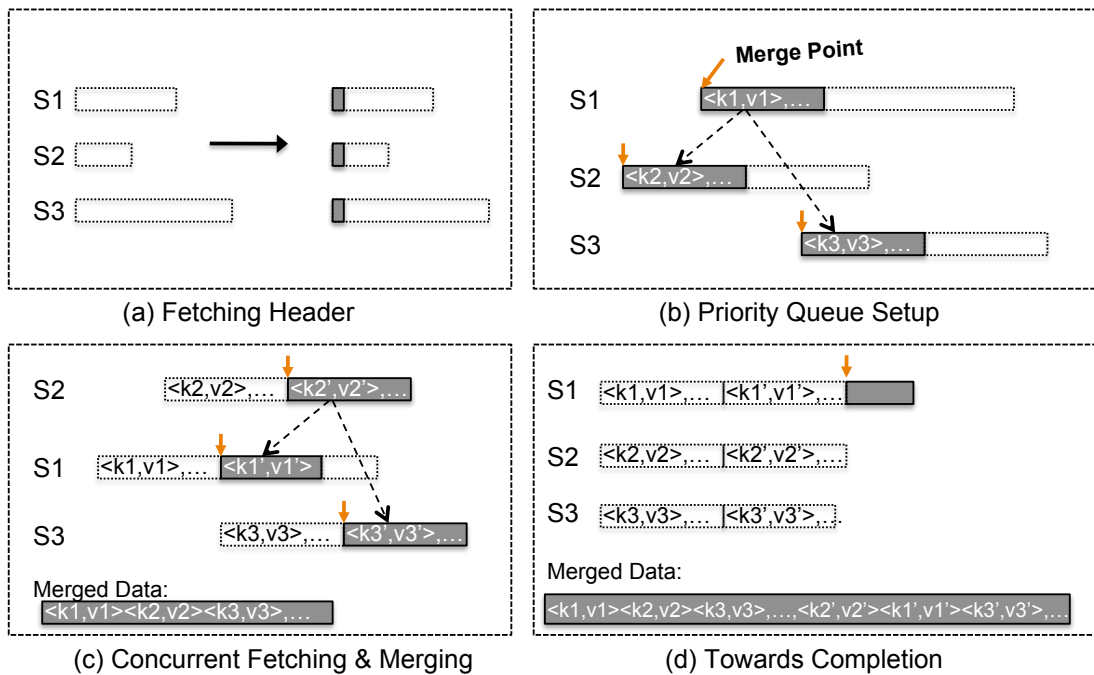 S1
S2
S3
(a) Fetching Header
Merge Point
S1 <k1,v1>,…
S2 <k2,v2>,…
S3 <k3,v3>,…
(b) Priority Queue Setup
S2 <k2,v2>,… <k2’,v2’>,…
S1 <k1,v1>,… <k1’,v1’>
S3 <k3,v3>,… <k3’,v3’>,…
Merged Data:
<k1,v1><k2,v2><k3,v3>,…
(c) Concurrent Fetching & Merging
S1 <k1,v1>,… <k1’,v1’>,…
S2 <k2,v2>,… <k2’,v2’>,…
S3 <k3,v3>,… <k3’,v3’>,….
Merged Data:
<k1,v1><k2,v2><k3,v3>,…,<k2’,v2’><k1’,v1’><k3’,v3’>,…
(d) Towards Completion